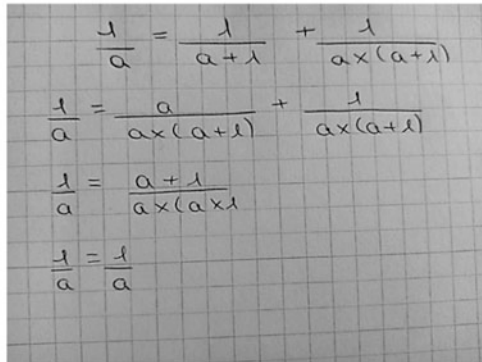 1/a = 1/(a+1) + 1/(a×(a+1))
1/a = a/(a×(a+1)) + 1/(a×(a+1))
1/a = (a+1)/(a×(a×1
1/a = 1/a